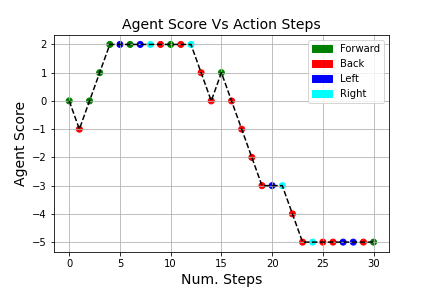 Agent Score Vs Action Steps
Agent Score
2
1
0
−1
−2
−3
−4
−5
Forward
Back
Left
Right
0 5 10 15 20 25 30
Num. Steps